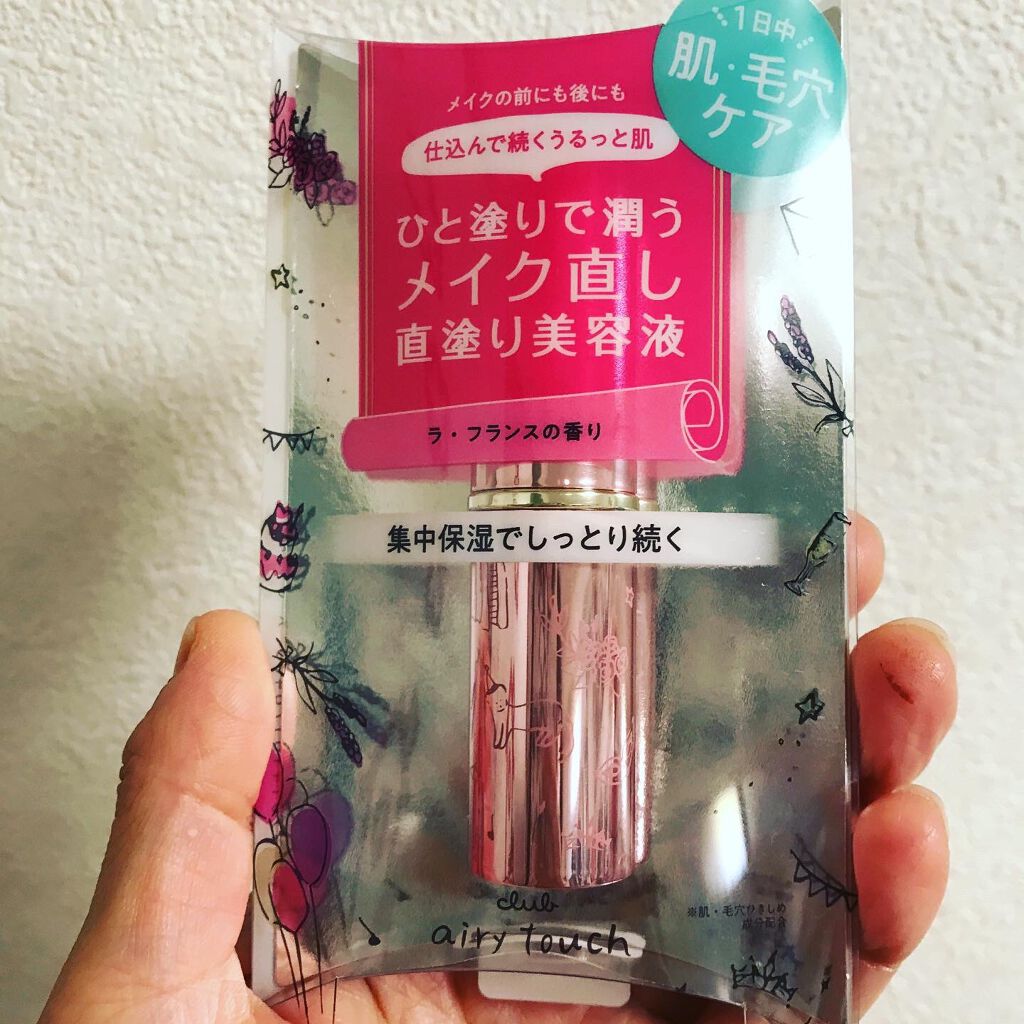 1日中
肌・毛穴
ケア
メイクの前にも後にも
仕込んで続くうるっと肌
ひと塗りで潤う
メイク直し
直塗り美容液
ラ・フランスの香り
集中保湿でしっとり続く
club
airy touch
※肌・毛穴ひきしめ
成分配合